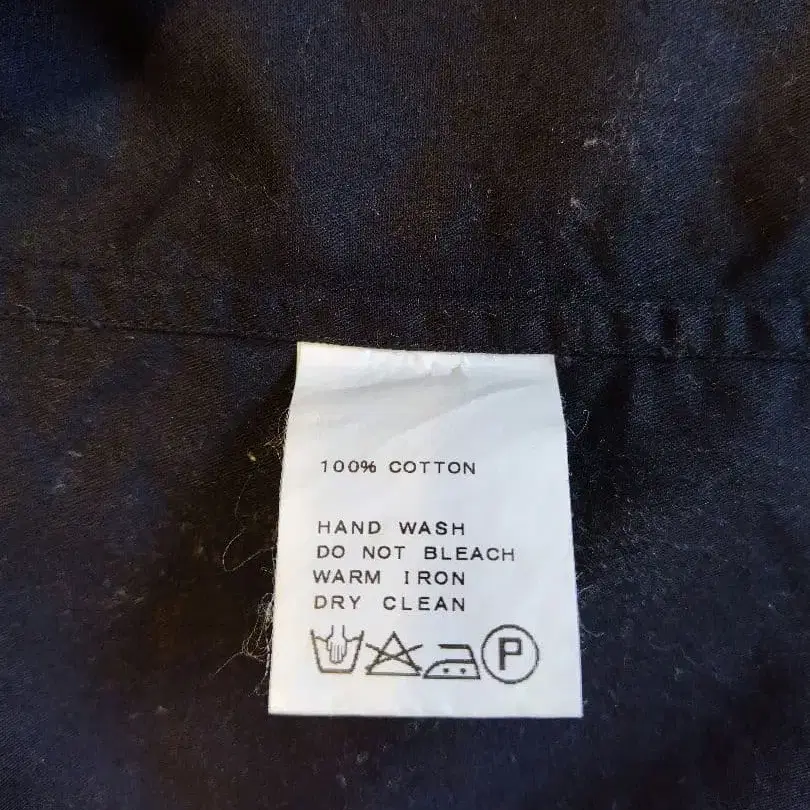 100% COTTON
HAND WASH
DO NOT BLEACH
WARM IRON
DRY CLEAN
P